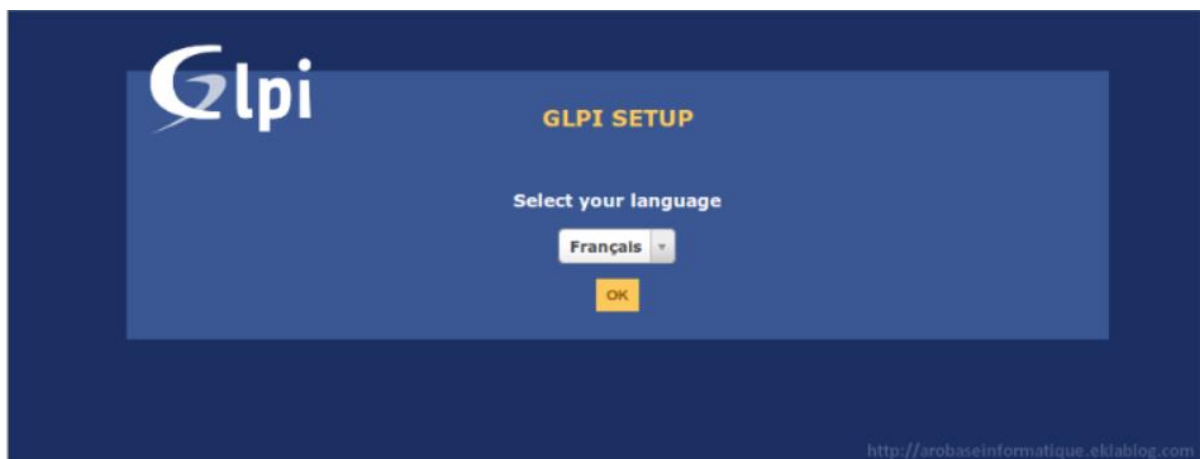 Glpi
GLPI SETUP
Select your language
Français
OK
http://arobaseinformatique.eklablog.com